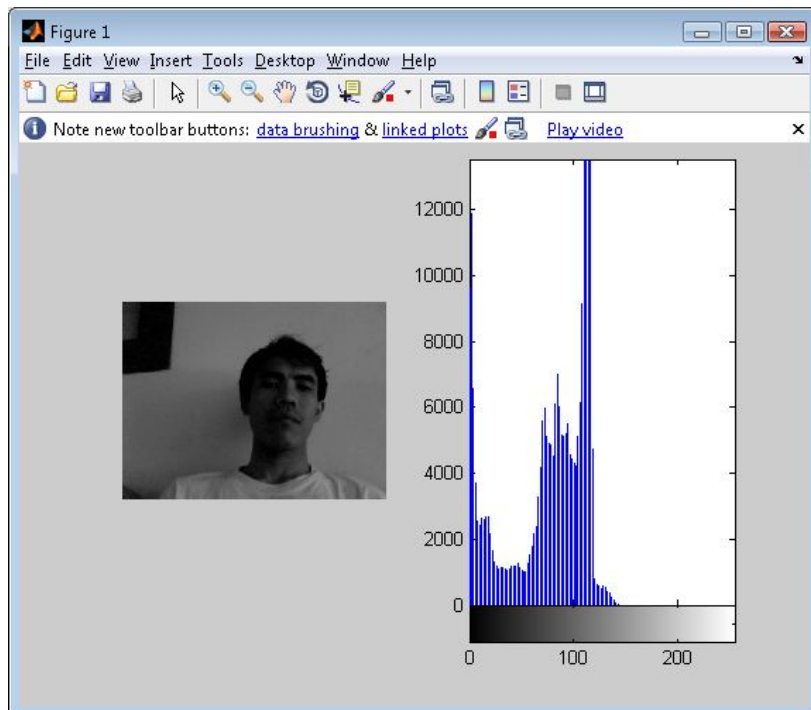 Figure 1
File Edit View Insert Tools Desktop Window Help
Note new toolbar buttons: data brushing & linked plots Play video
12000
10000
8000
6000
4000
2000
0
0 100 200